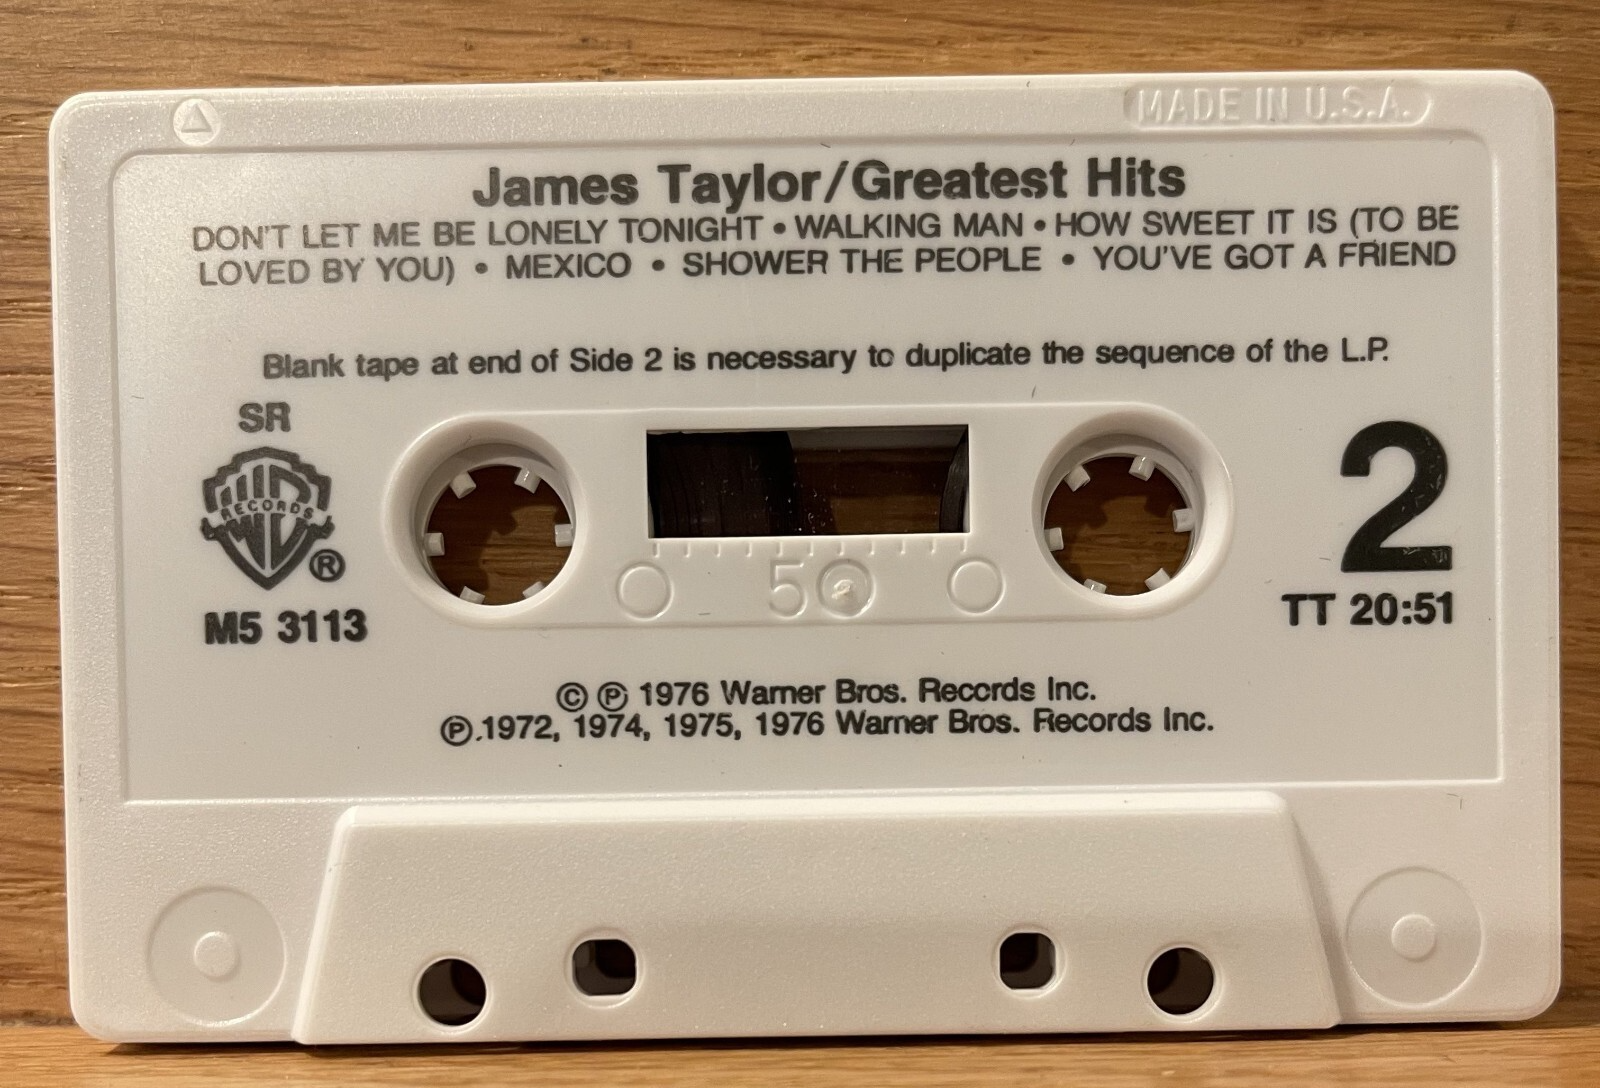 MADE IN U.S.A.
James Taylor/Greatest Hits
DON'T LET ME BE LONELY TONIGHT • WALKING MAN • HOW SWEET IT IS (TO BE
LOVED BY YOU) • MEXICO • SHOWER THE PEOPLE • YOU'VE GOT A FRIEND
Blank tape at end of Side 2 is necessary to duplicate the sequence of the L.P.
SR
WB
RECORDS
®
M5 3113
50
2
TT 20:51
© ℗ 1976 Warner Bros. Records Inc.
℗.1972, 1974, 1975, 1976 Warner Bros. Records Inc.